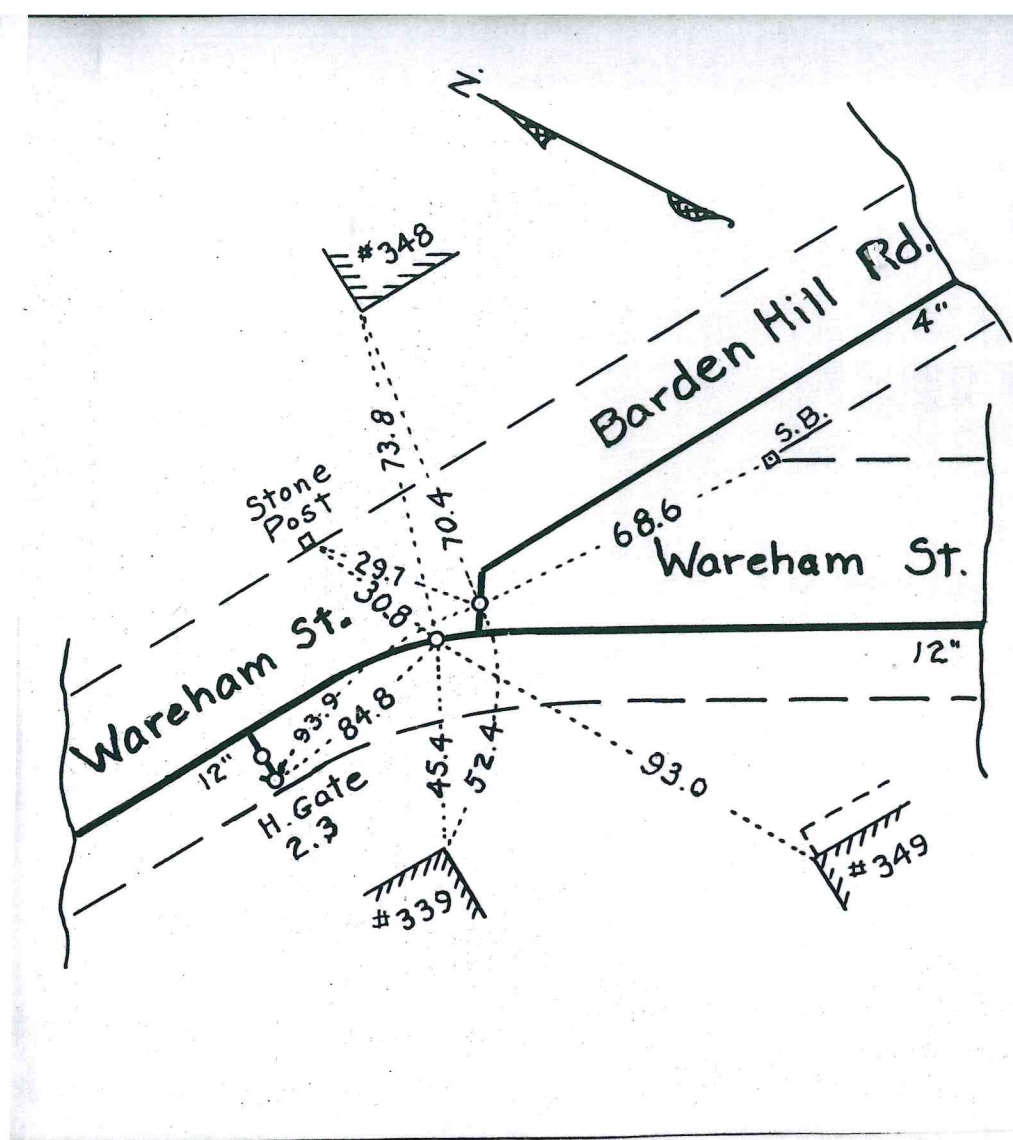 N.
#348
Barden Hill Rd.
4"
73.8
70.4
S.B.
Stone
Post
68.6
29.7
30.8
Wareham St.
Wareham St.
12"
93.9
84.8
12"
45.4
52.4
93.0
H. Gate
2.3
#339
#349